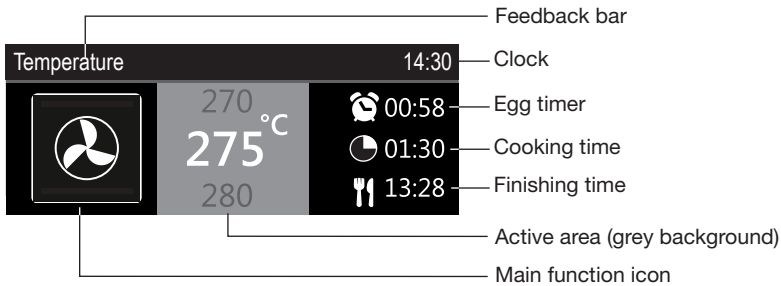 Feedback bar
Temperature 14:30 Clock
270
275 °C
280
00:58 Egg timer
01:30 Cooking time
13:28 Finishing time
Active area (grey background)
Main function icon